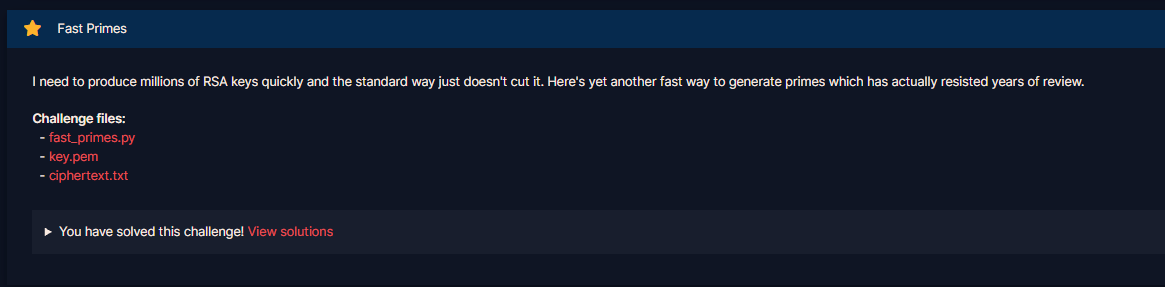 Fast Primes
I need to produce millions of RSA keys quickly and the standard way just doesn't cut it. Here's yet another fast way to generate primes which has actually resisted years of review.
Challenge files:
- fast_primes.py
- key.pem
- ciphertext.txt
You have solved this challenge! View solutions